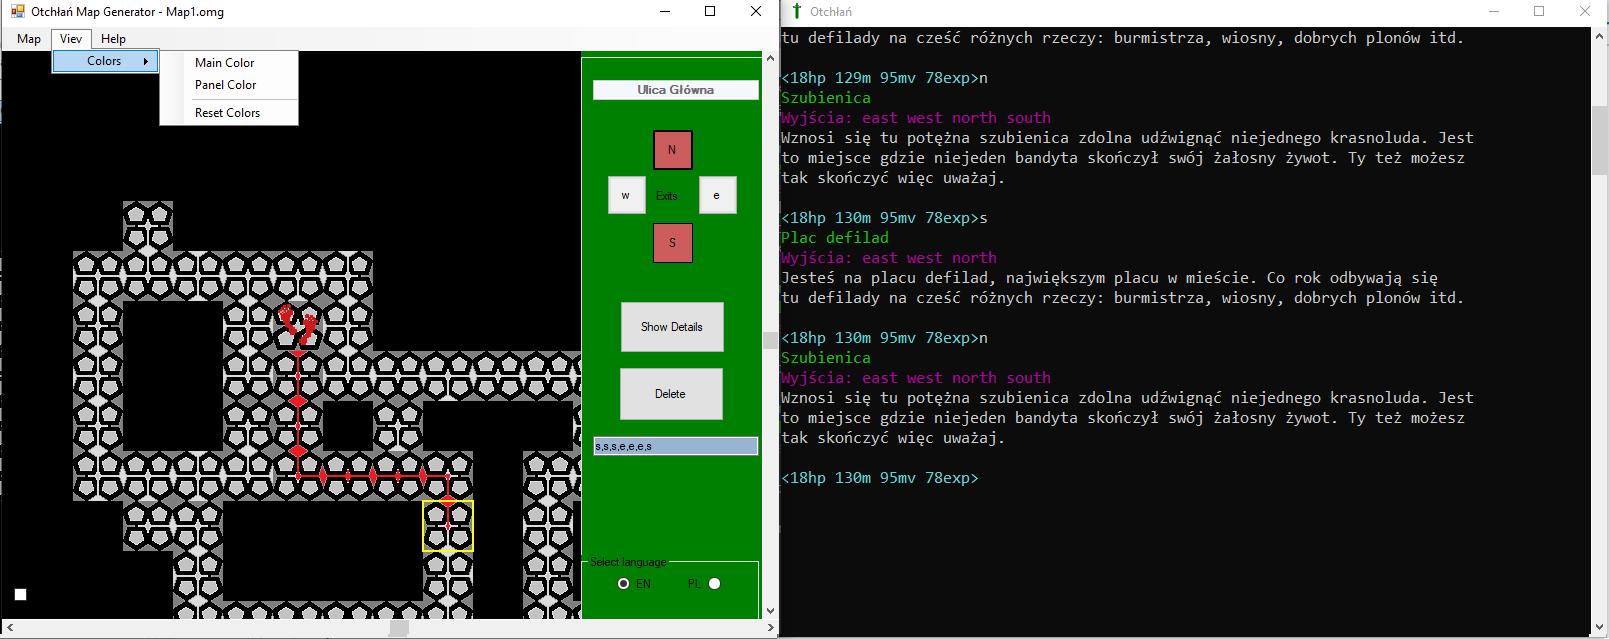 Otchłań Map Generator - Map1.omg
Map Viev Help
Colors
Main Color
Panel Color
Reset Colors
Ulica Główna
N
w Exits e
S
Show Details
Delete
s,s,s,e,e,e,s
Select language
EN PL
Otchłań
tu defilady na cześć różnych rzeczy: burmistrza, wiosny, dobrych plonów itd.
<18hp 129m 95mv 78exp>n
Szubienica
Wyjścia: east west north south
Wznosi się tu potężna szubienica zdolna udźwignąć niejednego krasnoluda. Jest
to miejsce gdzie niejeden bandyta skończył swój żałosny żywot. Ty też możesz
tak skończyć więc uważaj.
<18hp 130m 95mv 78exp>s
Plac defilad
Wyjścia: east west north
Jesteś na placu defilad, największym placu w mieście. Co rok odbywają się
tu defilady na cześć różnych rzeczy: burmistrza, wiosny, dobrych plonów itd.
<18hp 130m 95mv 78exp>n
Szubienica
Wyjścia: east west north south
Wznosi się tu potężna szubienica zdolna udźwignąć niejednego krasnoluda. Jest
to miejsce gdzie niejeden bandyta skończył swój żałosny żywot. Ty też możesz
tak skończyć więc uważaj.
<18hp 130m 95mv 78exp>